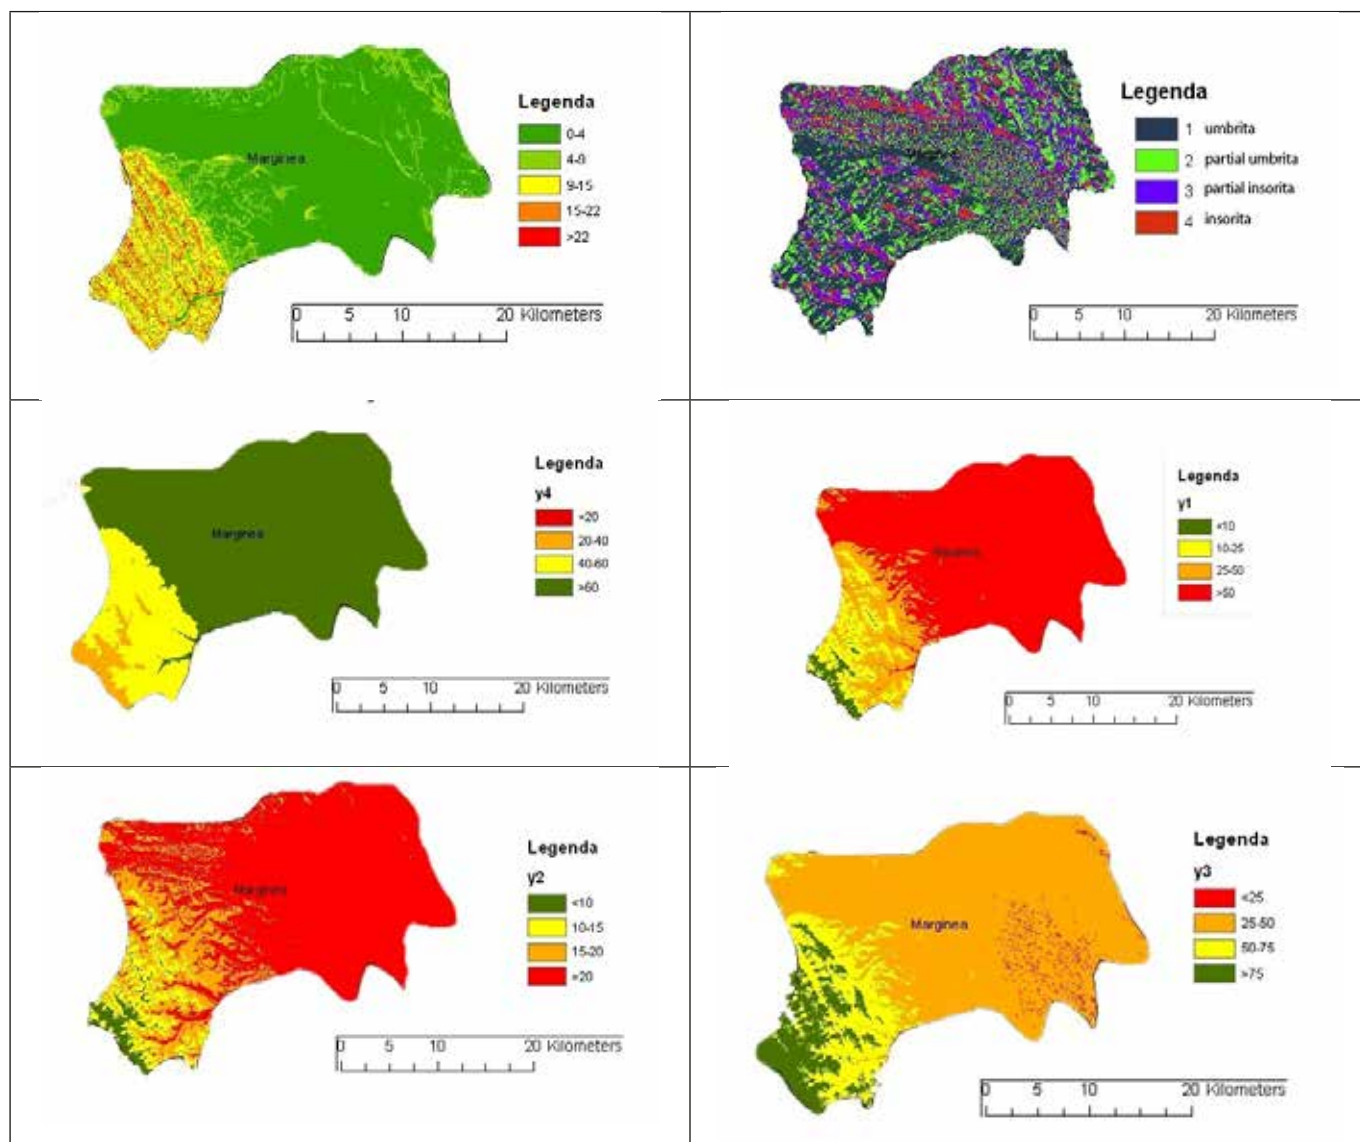 Legenda
0-4
4-9
9-15
15-22
>22
Marginea
0 5 10 20 Kilometers
Legenda
1 umbrita
2 partial umbrita
3 partial insorita
4 insorita
0 5 10 20 Kilometers
Legenda
y4
<20
20-40
40-60
>60
Marginea
0 5 10 20 Kilometers
Legenda
y1
<10
10-25
25-50
>50
0 5 10 20 Kilometers
Legenda
y2
<10
10-15
15-20
Marginea
0 5 10 20 Kilometers
Legenda
y3
<25
25-50
50-75
>75
Marginea
0 5 10 20 Kilometers